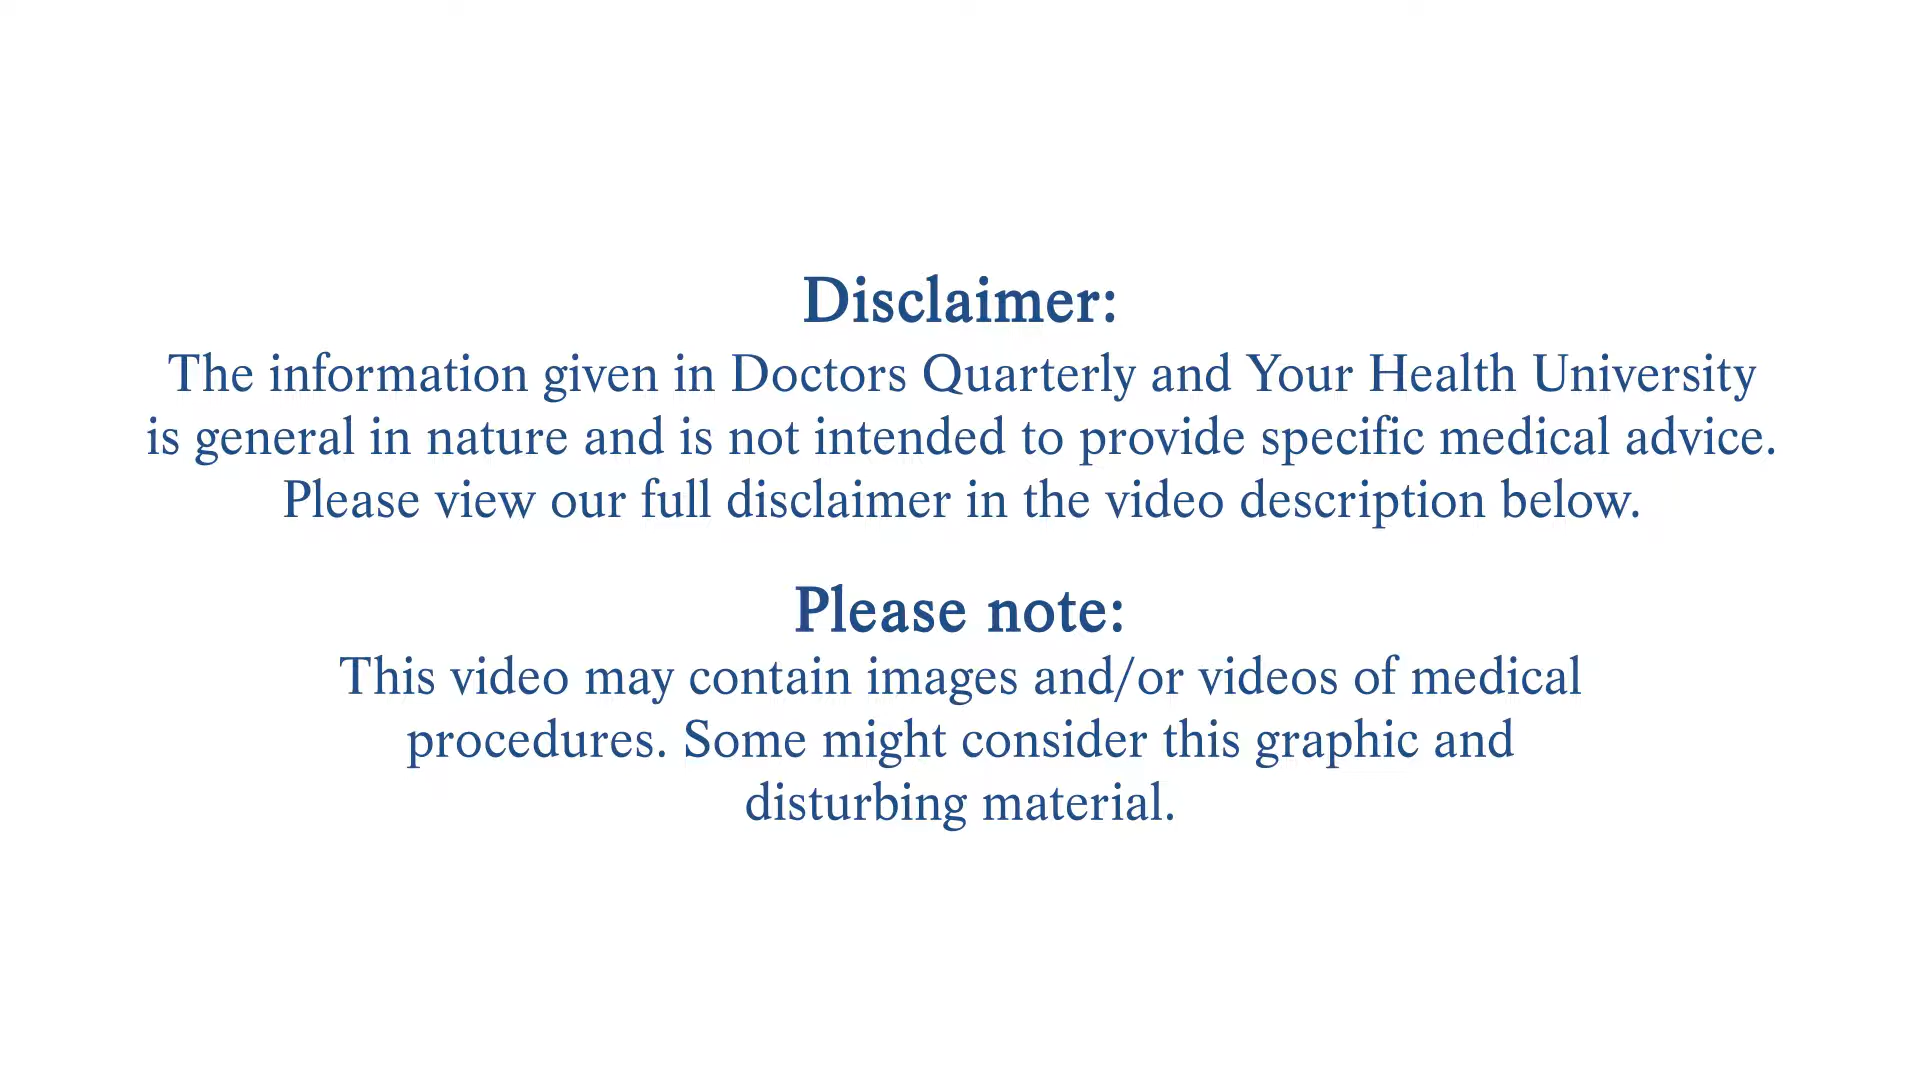 Disclaimer:
The information given in Doctors Quarterly and Your Health University
is general in nature and is not intended to provide specific medical advice.
Please view our full disclaimer in the video description below.
Please note:
This video may contain images and/or videos of medical
procedures. Some might consider this graphic and
disturbing material.